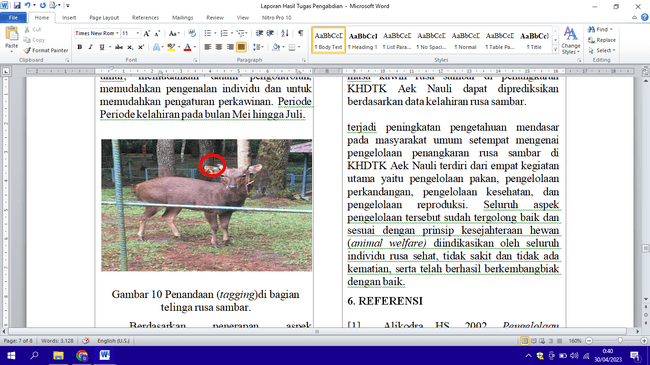 Laporan Hasil Tugas Pengabdian - Microsoft Word
File Home Insert Page Layout References Mailings Review View Nitro Pro 10
Paste
Cut
Copy
Format Painter
Clipboard
Times New Rom 11
Font
Paragraph
AaBbCcI AaBbCcI AaBbCcI AaBbCcI AaBbCcI AaBbCcI AaBbCcI
¶ Body Text ¶ Heading 1 ¶ List Para... ¶ No Spaci... ¶ Normal ¶ Table Pa... ¶ Title
Styles
Change Styles
Find
Replace
Select
Editing
memudahkan pengenalan individu dan untuk
memudahkan pengaturan perkawinan. Periode
Periode kelahiran pada bulan Mei hingga Juli.
Gambar 10 Penandaan (tagging)di bagian
telinga rusa sambar.
Berdasarkan penerapan aspek
masa kawin rusa sambar di penangkaran
KHDTK Aek Nauli dapat diprediksikan
berdasarkan data kelahiran rusa sambar.
terjadi peningkatan pengetahuan mendasar
pada masyarakat umum setempat mengenai
pengelolaan penangkaran rusa sambar di
KHDTK Aek Nauli terdiri dari empat kegiatan
utama yaitu pengelolaan pakan, pengelolaan
perkandangan, pengelolaan kesehatan, dan
pengelolaan reproduksi. Seluruh aspek
pengelolaan tersebut sudah tergolong baik dan
sesuai dengan prinsip kesejahteraan hewan
(animal welfare) diindikasikan oleh seluruh
individu rusa sehat, tidak sakit dan tidak ada
kematian, serta telah berhasil berkembangbiak
dengan baik.
6. REFERENSI
[1] Alikodra HS. 2002. Pengelolaan
Page: 7 of 8 Words: 3.128 English (U.S.) 160%
0:40
30/04/2023